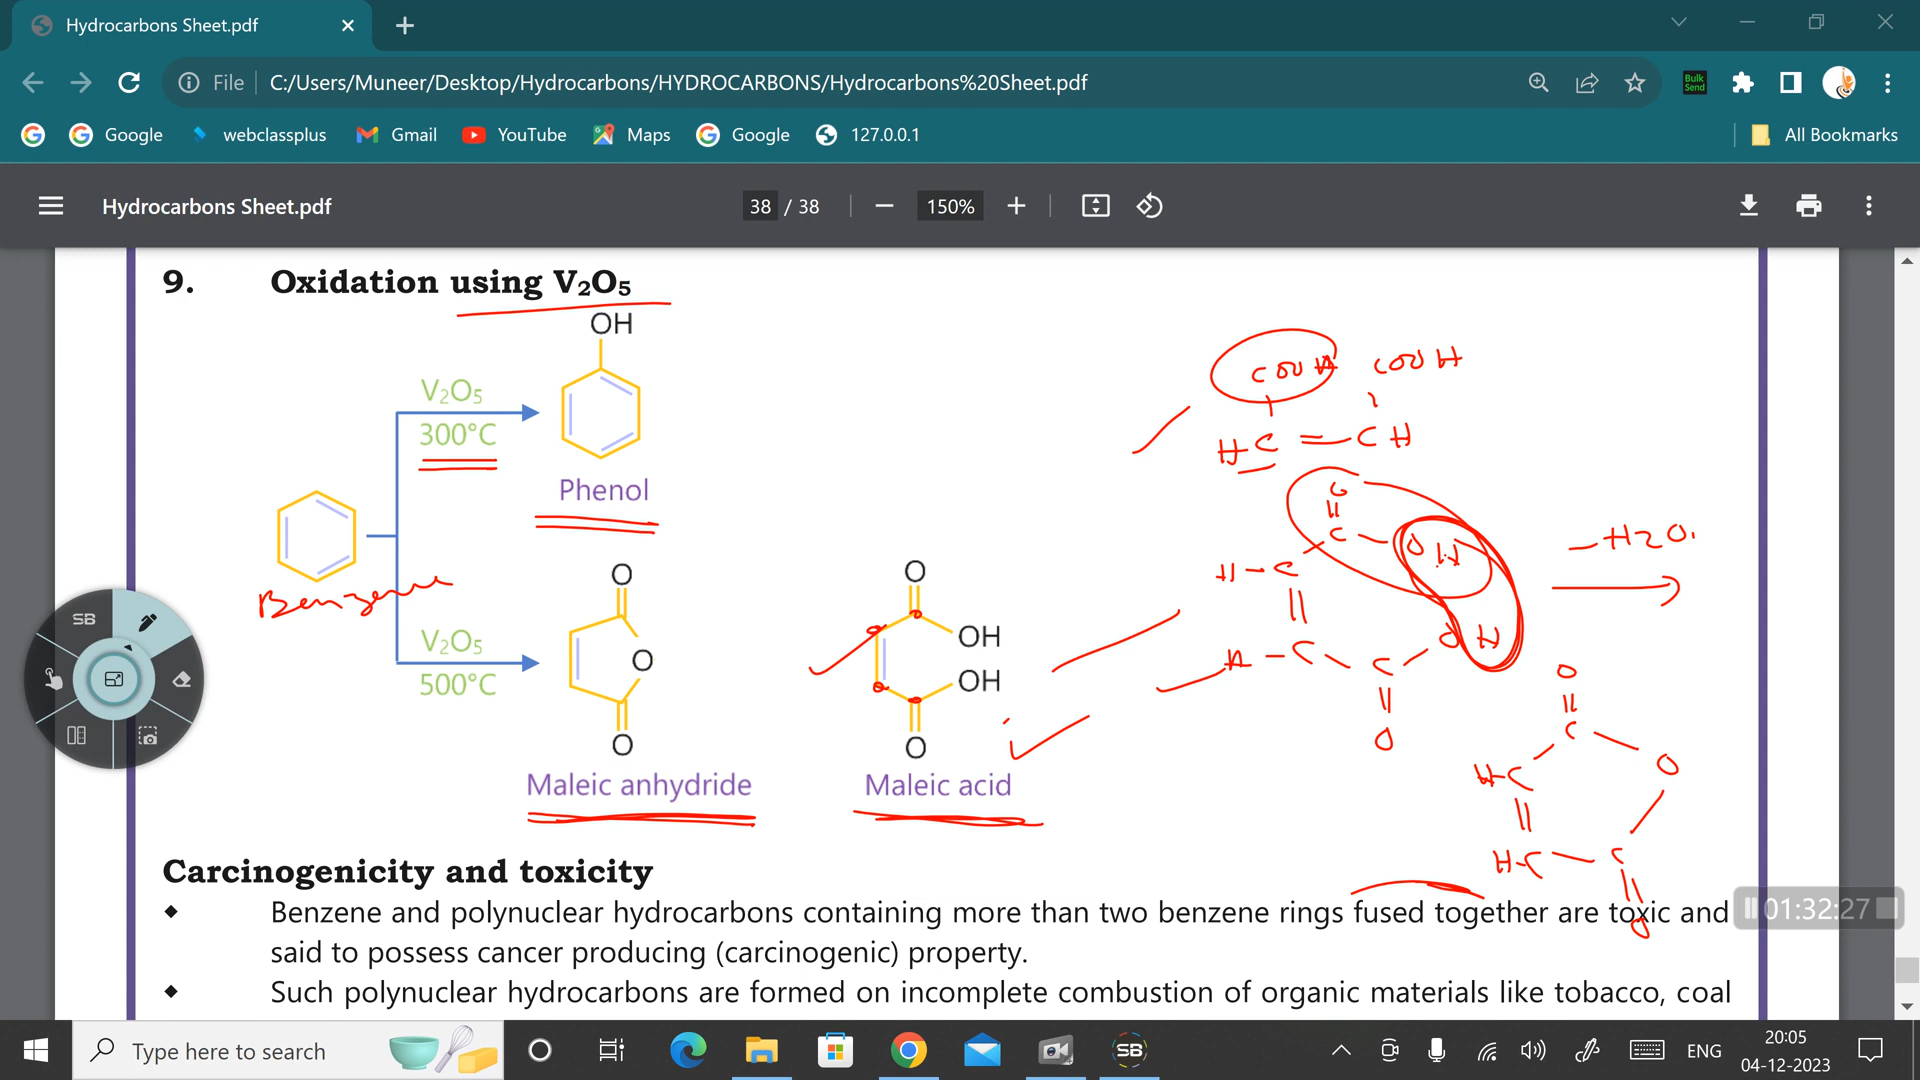 Hydrocarbons Sheet.pdf
File C:/Users/Muneer/Desktop/Hydrocarbons/HYDROCARBONS/Hydrocarbons%20Sheet.pdf
Bulk Send
Google webclassplus Gmail YouTube Maps Google 127.0.0.1 All Bookmarks
Hydrocarbons Sheet.pdf 38 / 38 150%
9. Oxidation using V₂O₅
OH
V₂O₅
300°C
Phenol
Benzene
V₂O₅
500°C
O
O
O
Maleic anhydride
O
OH
OH
O
Maleic acid
COOH COOH
HC = CH
O
C - OH
H - C
H - C
C
OH
O
-H2O
O
C
H-C
O
H-C
C
O
Carcinogenicity and toxicity
Benzene and polynuclear hydrocarbons containing more than two benzene rings fused together are toxic and
said to possess cancer producing (carcinogenic) property.
Such polynuclear hydrocarbons are formed on incomplete combustion of organic materials like tobacco, coal
SB
01:32:27
Type here to search
SB
ENG
20:05
04-12-2023